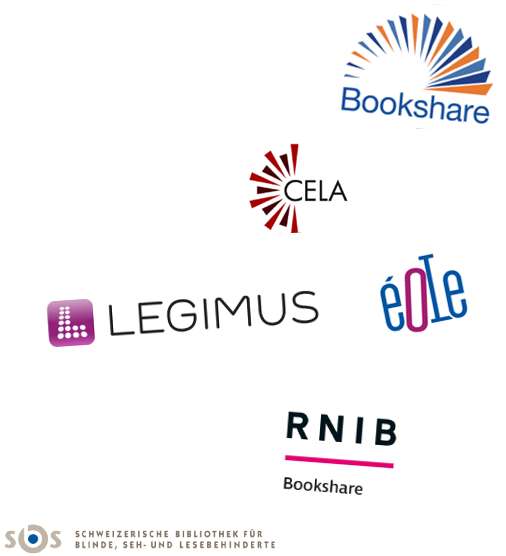 Bookshare
CELA
LEGIMUS
éole
RNIB
Bookshare
sbs
SCHWEIZERISCHE BIBLIOTHEK FÜR
BLINDE, SEH- UND LESEBEHINDERTE